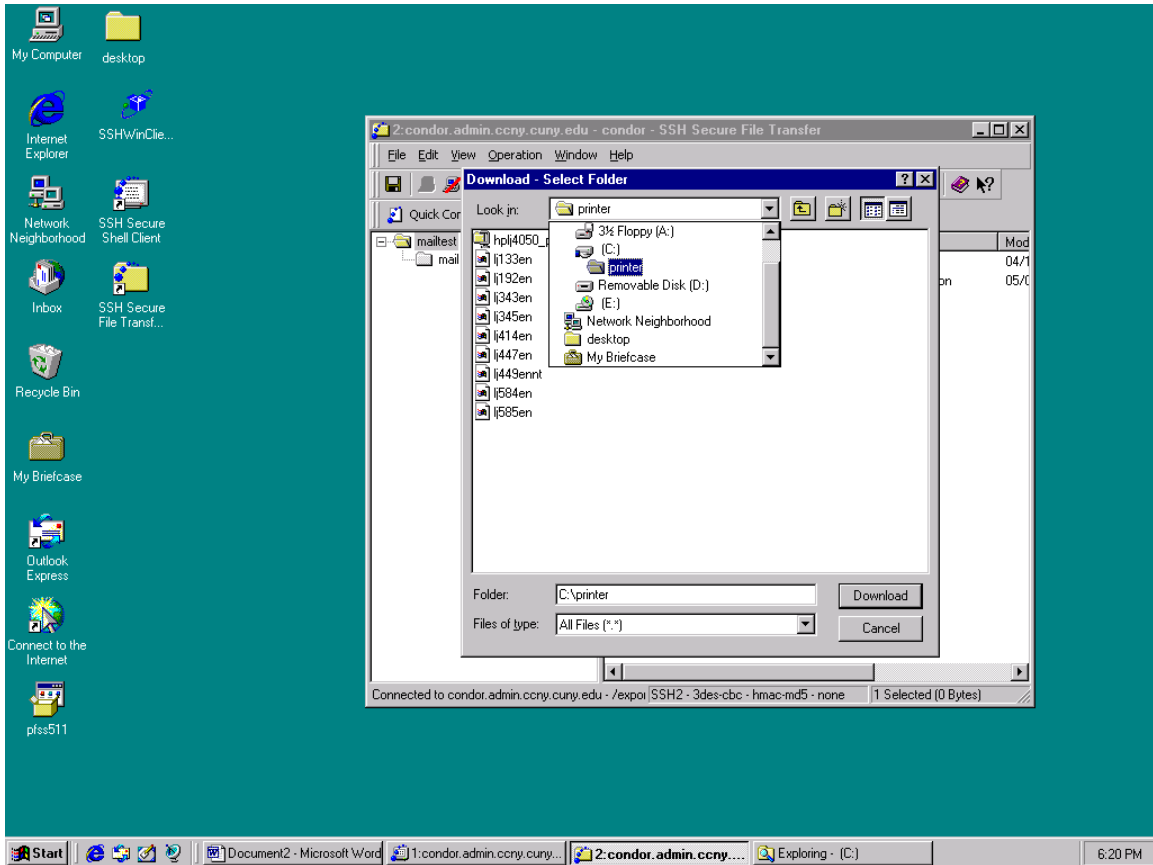 My Computer
desktop
Internet
Explorer
SSHWinClie...
Network
Neighborhood
SSH Secure
Shell Client
Inbox
SSH Secure
File Transf...
Recycle Bin
My Briefcase
Outlook
Express
Connect to the
Internet
pfss511
2:condor.admin.ccny.cuny.edu - condor - SSH Secure File Transfer
File Edit View Operation Window Help
Quick Cor
mailtest
mail
Mod
04/1
on 05/0
Download - Select Folder
Look in: printer
3½ Floppy (A:)
(C:)
printer
Removable Disk (D:)
(E:)
Network Neighborhood
desktop
My Briefcase
hplj4050_p
lj133en
lj192en
lj343en
lj345en
lj414en
lj447en
lj449ennt
lj584en
lj585en
Folder: C:\printer Download
Files of type: All Files (*.*) Cancel
Connected to condor.admin.ccny.cuny.edu - /expor SSH2 - 3des-cbc - hmac-md5 - none 1 Selected (0 Bytes)
Start Document2 - Microsoft Word 1:condor.admin.ccny.cuny... 2:condor.admin.ccny.... Exploring - (C:) 6:20 PM